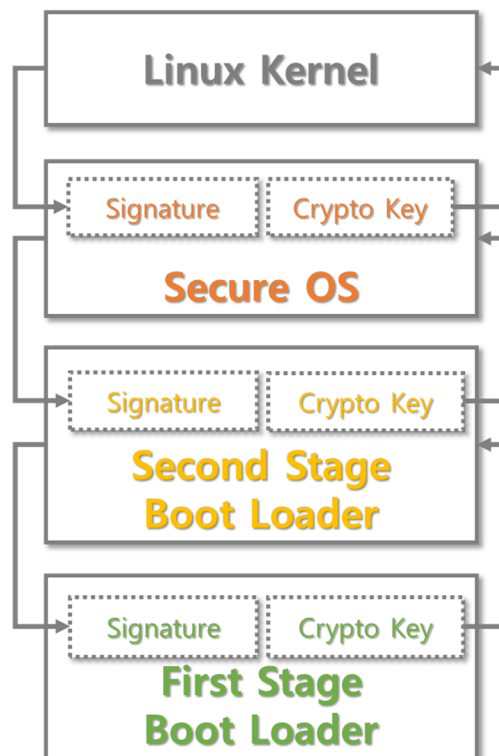 Linux Kernel
Signature
Crypto Key
Secure OS
Signature
Crypto Key
Second Stage
Boot Loader
Signature
Crypto Key
First Stage
Boot Loader